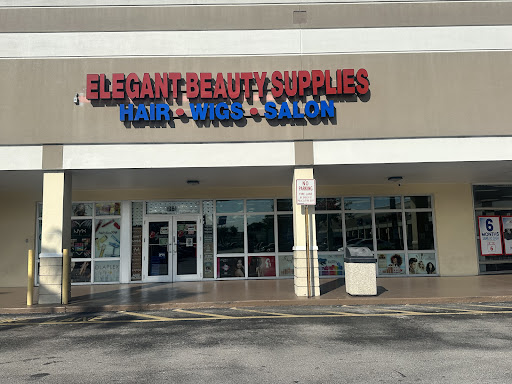 ELEGANT BEAUTY SUPPLIES
HAIR • WIGS • SALON
NO
PARKING
NYX
6
MONTHS